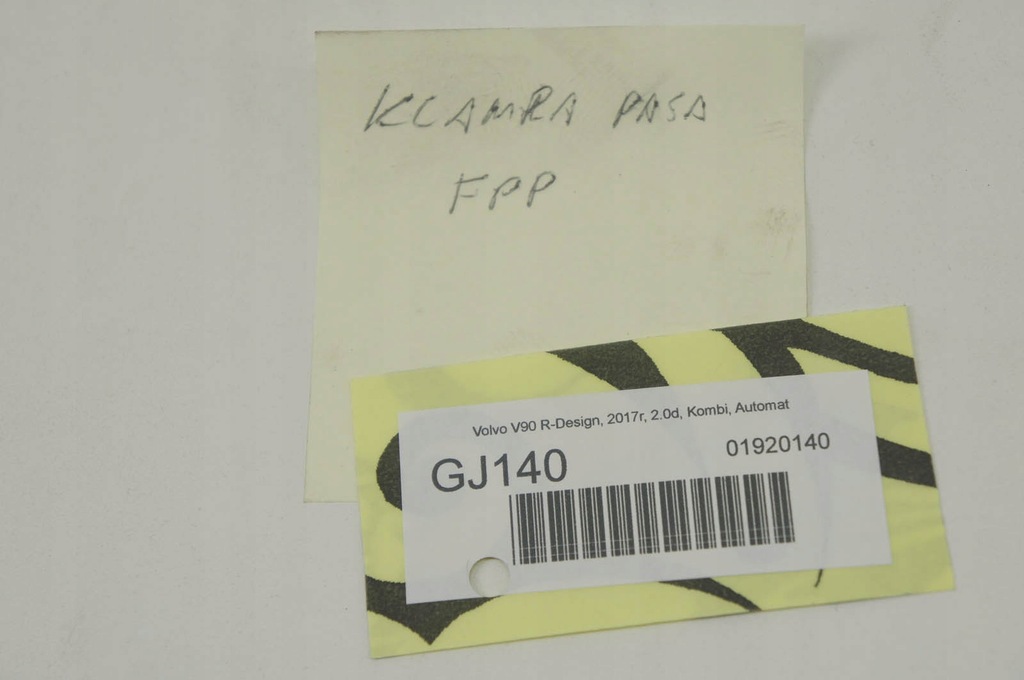 KLAMRA PASA
FPP
Volvo V90 R-Design, 2017r, 2.0d, Kombi, Automat
GJ140
01920140